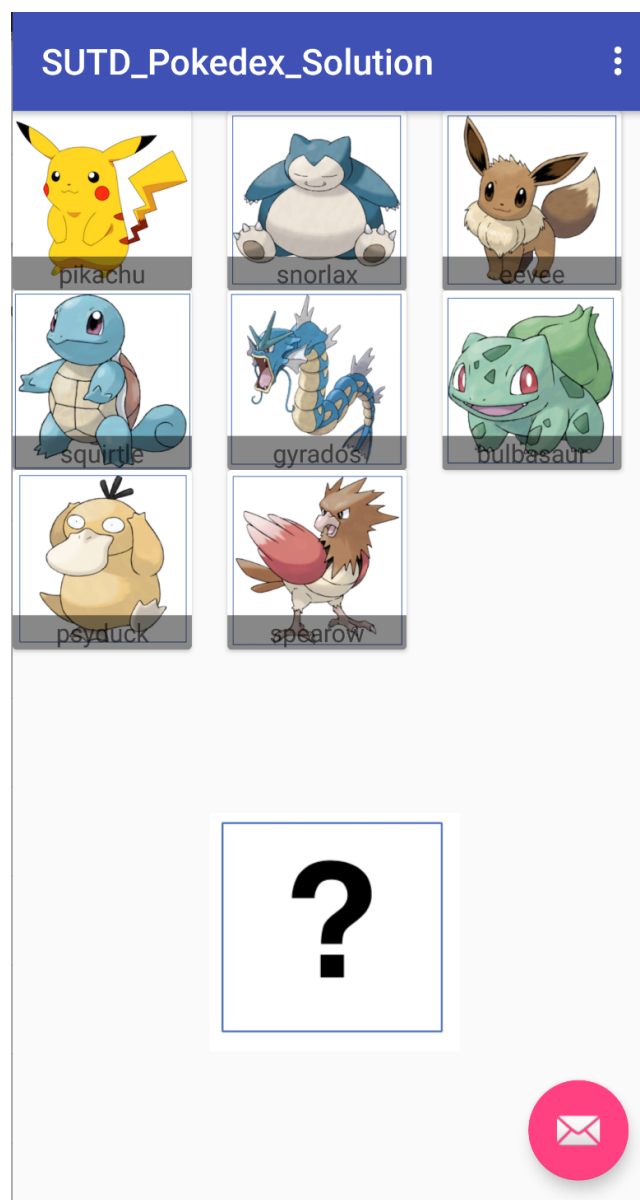 SUTD_Pokedex_Solution
pikachu
snorlax
eevee
squirtle
gyrados
bulbasaur
psyduck
spearow
?